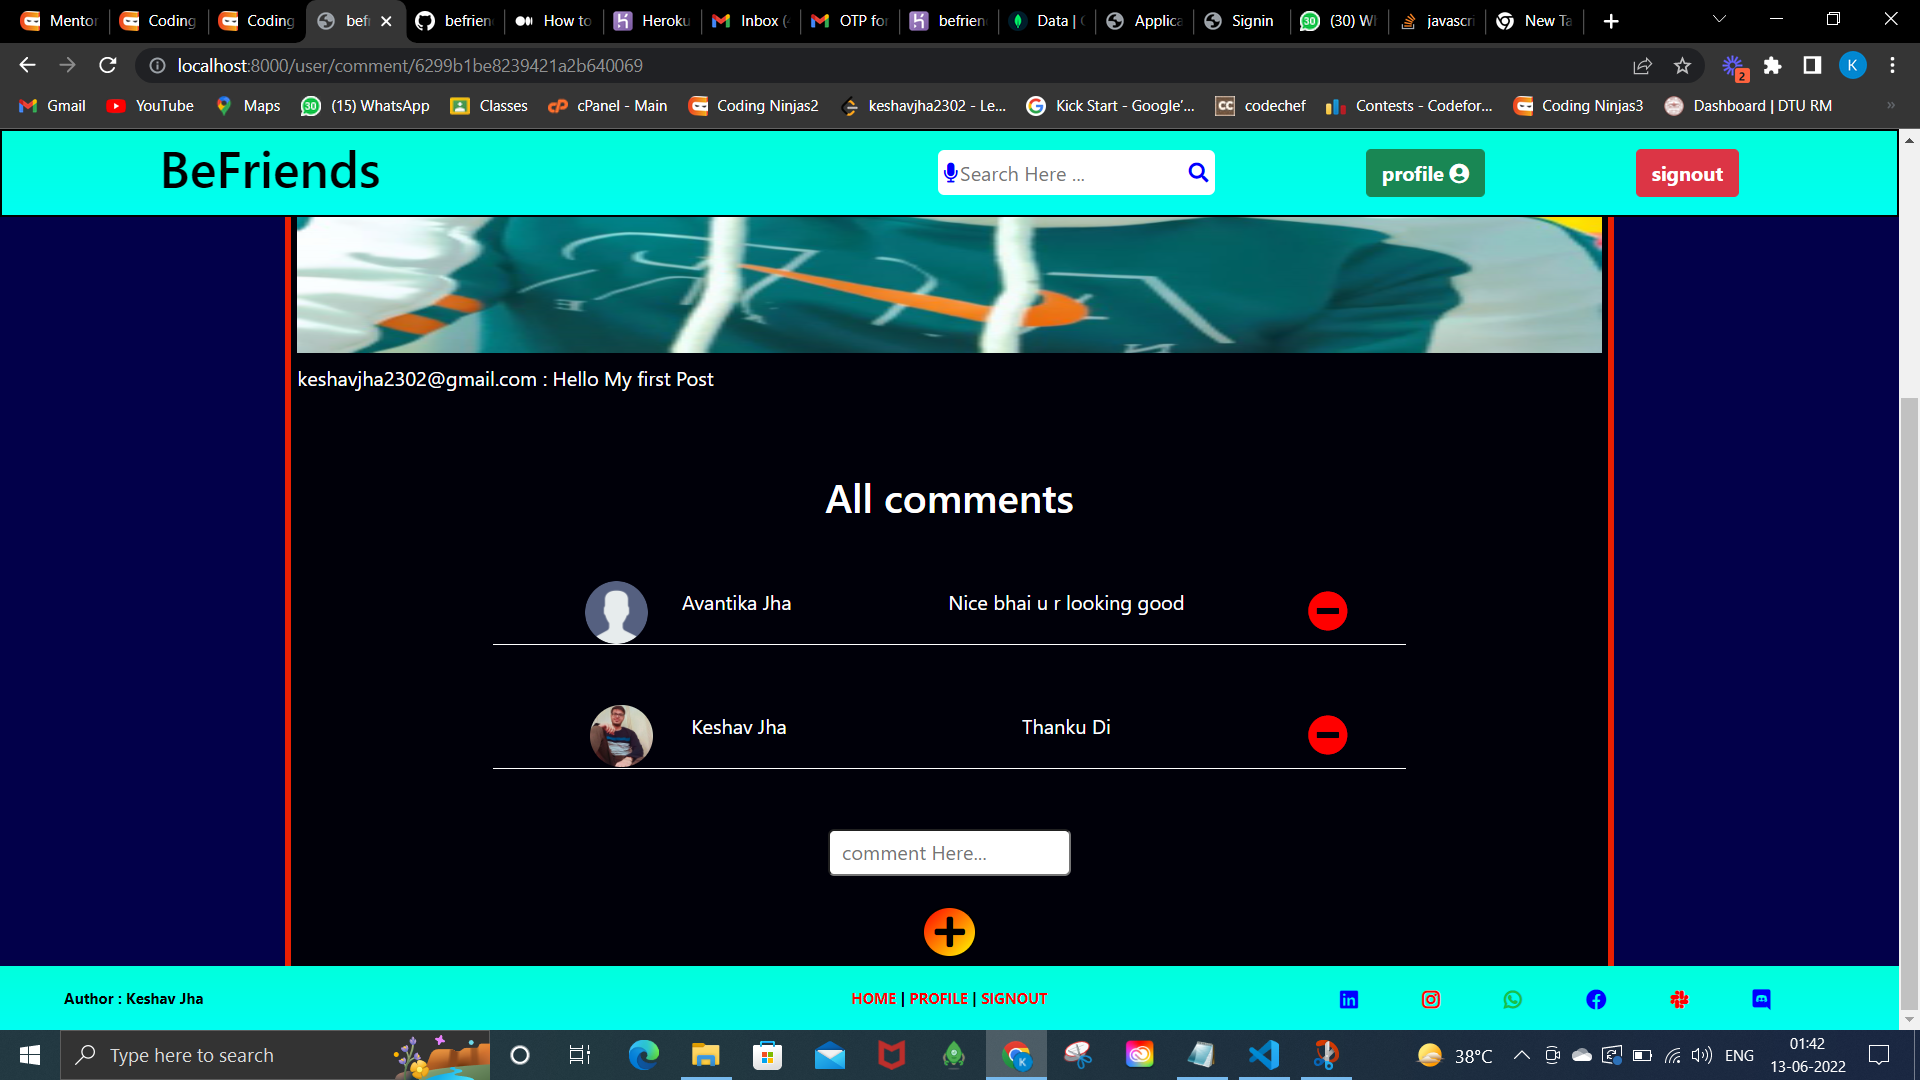 Mentor
Coding
Coding
bef
befrien
How to
Heroku
Inbox (
OTP for
befrien
Data |
Applica
Signin
(30) W
javascri
New Ta
localhost:8000/user/comment/6299b1be8239421a2b640069
2
K
Gmail
YouTube
Maps
30
(15) WhatsApp
Classes
cPanel - Main
Coding Ninjas2
keshavjha2302 - Le...
Kick Start - Google'...
CC
codechef
Contests - Codefor...
Coding Ninjas3
Dashboard | DTU RM
BeFriends
Search Here ...
profile
signout
keshavjha2302@gmail.com : Hello My first Post
All comments
Avantika Jha
Nice bhai u r looking good
Keshav Jha
Thanku Di
comment Here...
Author : Keshav Jha
HOME | PROFILE | SIGNOUT
Type here to search
38°C
ENG
01:42
13-06-2022